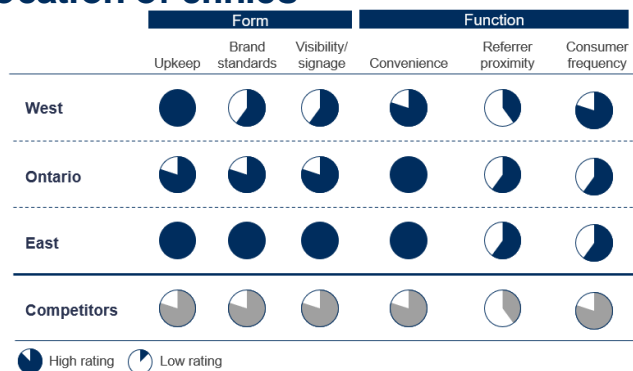 Form Function
Upkeep Brand standards Visibility/ signage Convenience Referrer proximity Consumer frequency
West
Ontario
East
Competitors
High rating Low rating